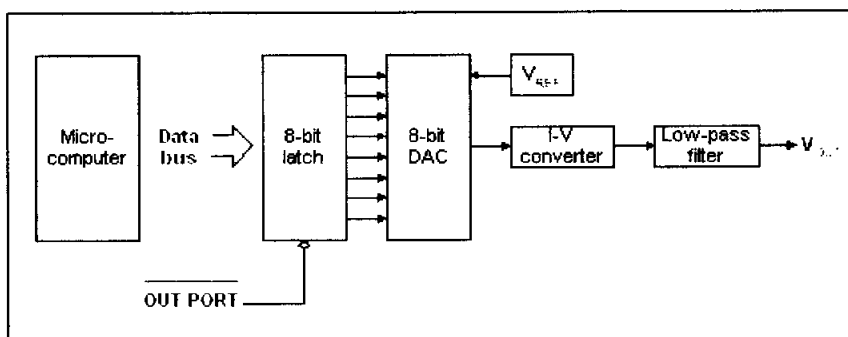 Micro-
computer
Data
bus
8-bit
latch
8-bit
DAC
V
I-V
converter
Low-pass
filter
V
OUT PORT